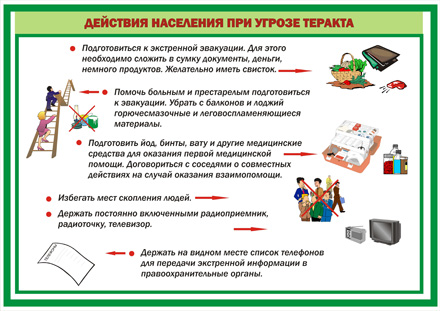 ДЕЙСТВИЯ НАСЕЛЕНИЯ ПРИ УГРОЗЕ ТЕРАКТА
Подготовиться к экстренной эвакуации. Для этого
необходимо сложить в сумку документы, деньги,
немного продуктов. Желательно иметь свисток.
Помочь больным и престарелым подготовиться
к эвакуации. Убрать с балконов и лоджий
горючесмазочные и легковоспламеняющиеся
материалы.
Подготовить йод, бинты, вату и другие медицинские
средства для оказания первой медицинской
помощи. Договориться с соседями о совместных
действиях на случай оказания взаимопомощи.
Избегать мест скопления людей.
Держать постоянно включенными радиоприемник,
радиоточку, телевизор.
Держать на видном месте список телефонов
для передачи экстренной информации в
правоохранительные органы.